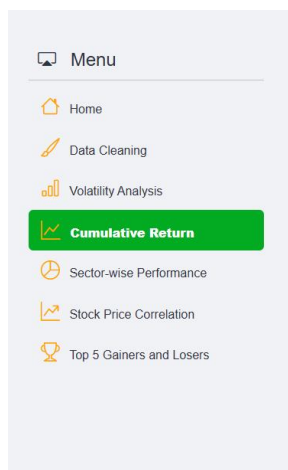 Menu
Home
Data Cleaning
Volatility Analysis
Cumulative Return
Sector-wise Performance
Stock Price Correlation
Top 5 Gainers and Losers